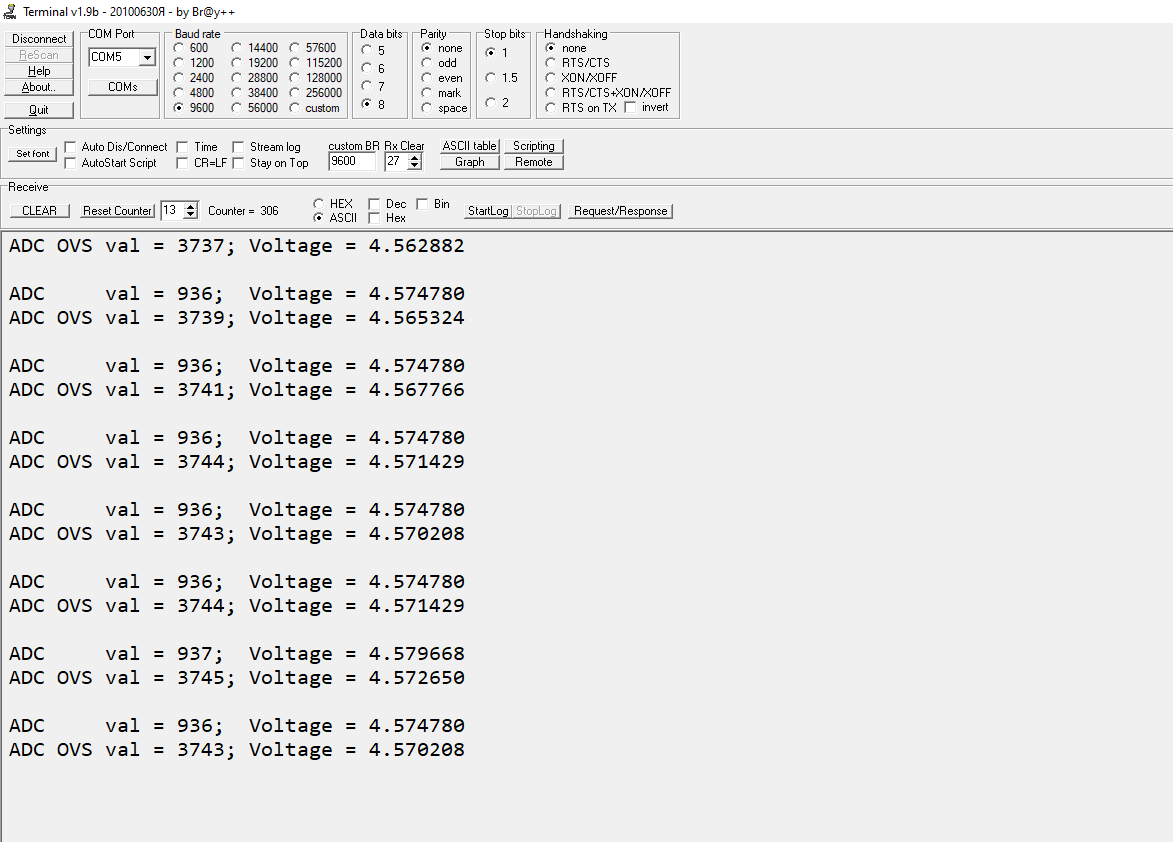 Terminal v1.9b - 20100630Я - by Br@y++
Disconnect
ReScan
Help
About..
Quit
COM Port
COM5
COMs
Baud rate
600 14400 57600
1200 19200 115200
2400 28800 128000
4800 38400 256000
9600 56000 custom
Data bits
5
6
7
8
Parity
none
odd
even
mark
space
Stop bits
1
1.5
2
Handshaking
none
RTS/CTS
XON/XOFF
RTS/CTS+XON/XOFF
RTS on TX invert
Settings
Set font
Auto Dis/Connect Time Stream log
AutoStart Script CR=LF Stay on Top
custom BR Rx Clear
9600 27
ASCII table Scripting
Graph Remote
Receive
CLEAR Reset Counter 13 Counter = 306
HEX Dec Bin
ASCII Hex
StartLog StopLog Request/Response
ADC OVS val = 3737; Voltage = 4.562882
ADC val = 936; Voltage = 4.574780
ADC OVS val = 3739; Voltage = 4.565324
ADC val = 936; Voltage = 4.574780
ADC OVS val = 3741; Voltage = 4.567766
ADC val = 936; Voltage = 4.574780
ADC OVS val = 3744; Voltage = 4.571429
ADC val = 936; Voltage = 4.574780
ADC OVS val = 3743; Voltage = 4.570208
ADC val = 936; Voltage = 4.574780
ADC OVS val = 3744; Voltage = 4.571429
ADC val = 937; Voltage = 4.579668
ADC OVS val = 3745; Voltage = 4.572650
ADC val = 936; Voltage = 4.574780
ADC OVS val = 3743; Voltage = 4.570208